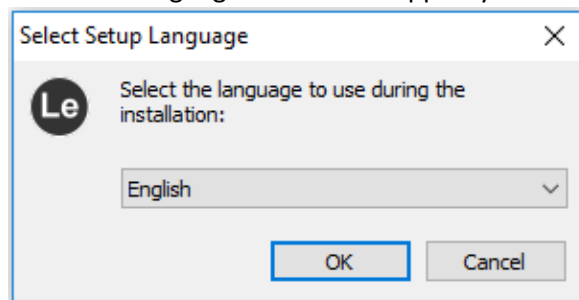 Select Setup Language
Le
Select the language to use during the
installation:
English
OK
Cancel